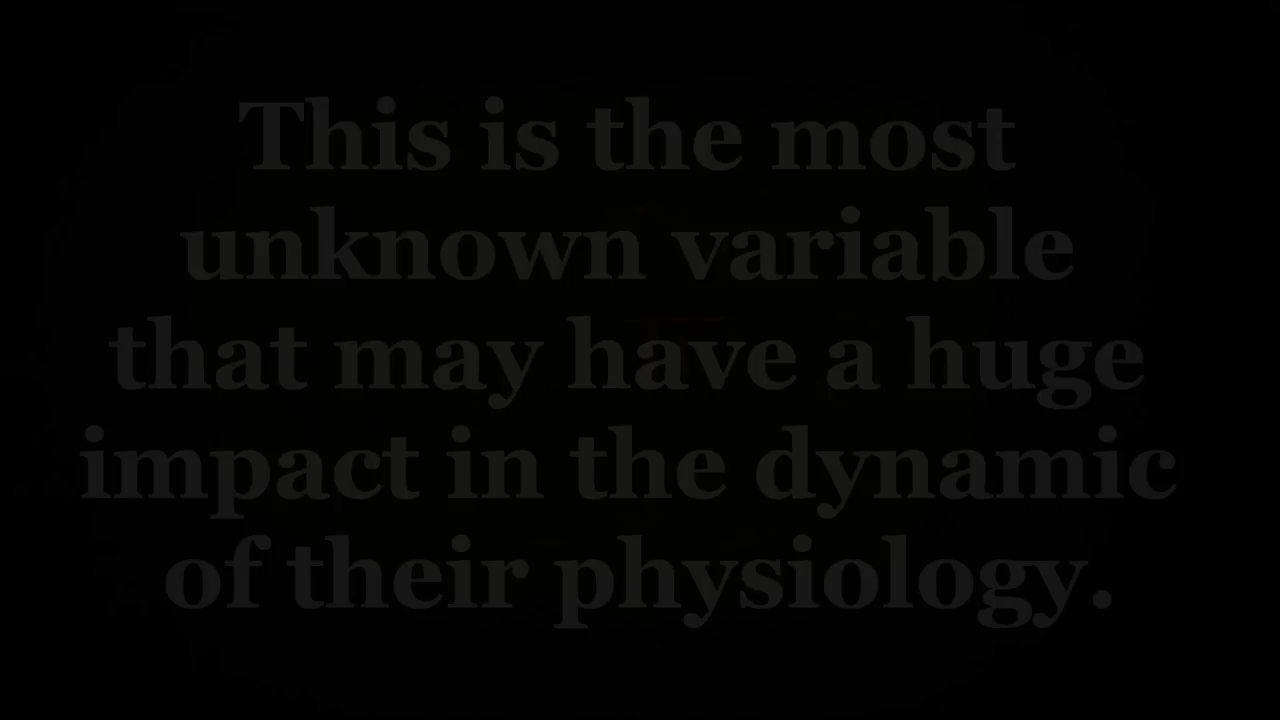 This is the most
unknown variable
that may have a huge
impact in the dynamic
of their physiology.